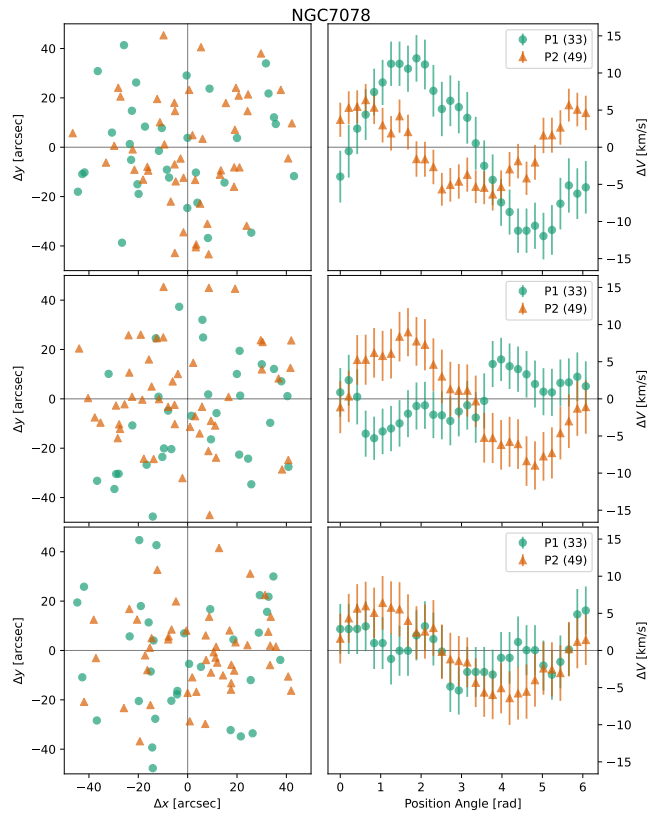 NGC7078
40
20
0
−20
−40
Δy [arcsec]
P1 (33)
P2 (49)
15
10
5
0
−5
−10
−15
ΔV [km/s]
40
20
0
−20
−40
Δy [arcsec]
P1 (33)
P2 (49)
15
10
5
0
−5
−10
−15
ΔV [km/s]
40
20
0
−20
−40
Δy [arcsec]
P1 (33)
P2 (49)
15
10
5
0
−5
−10
−15
ΔV [km/s]
−40 −20 0 20 40
Δx [arcsec]
0 1 2 3 4 5 6
Position Angle [rad]